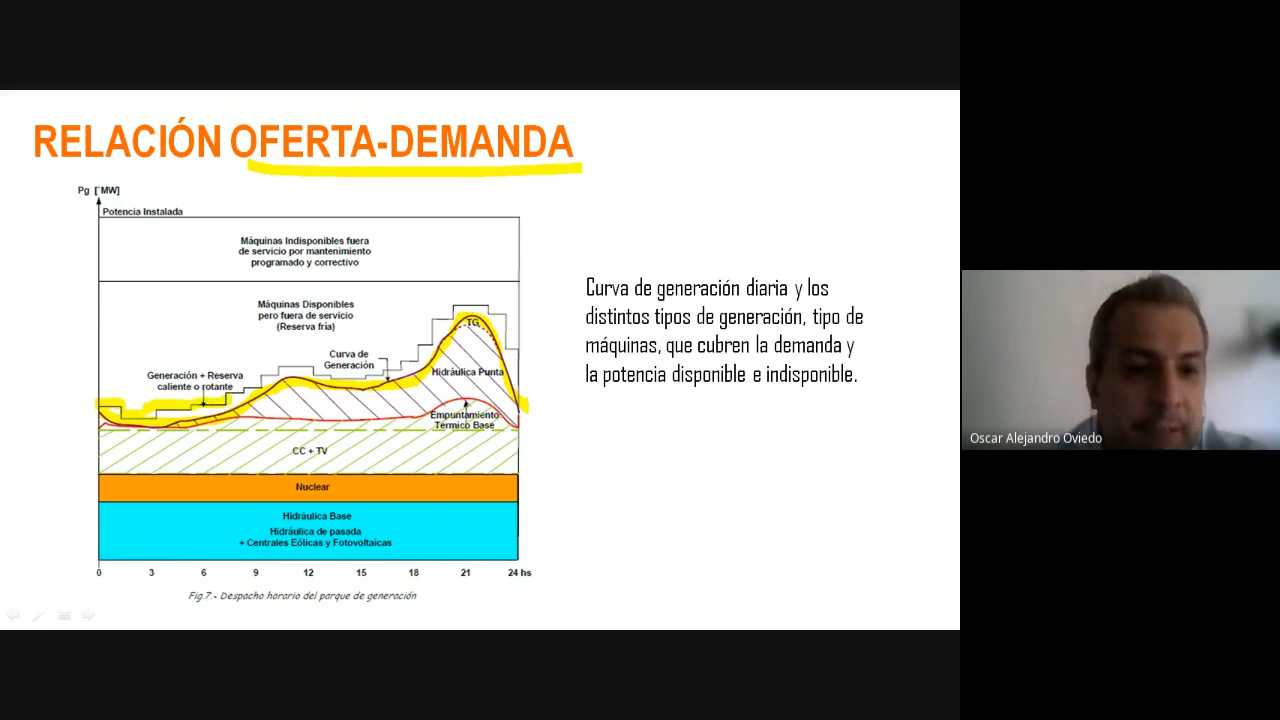 RELACIÓN OFERTA-DEMANDA
Pg [¨MW]
Potencia Instalada
Máquinas Indisponibles fuera
de servicio por mantenimiento
programado y correctivo
Máquinas Disponibles
pero fuera de servicio
(Reserva fría)
Curva de
Generación
Generación + Reserva
caliente o rotante
TG
Hidráulica Punta
Empuntamiento
Térmico Base
CC + TV
Nuclear
Hidráulica Base
Hidráulica de pasada
+ Centrales Eólicas y Fotovoltaicas
0 3 6 9 12 15 18 21 24 hs
Fig.7.- Despacho horario del parque de generación
Curva de generación diaria y los
distintos tipos de generación, tipo de
máquinas, que cubren la demanda y
la potencia disponible e indisponible.
Oscar Alejandro Oviedo